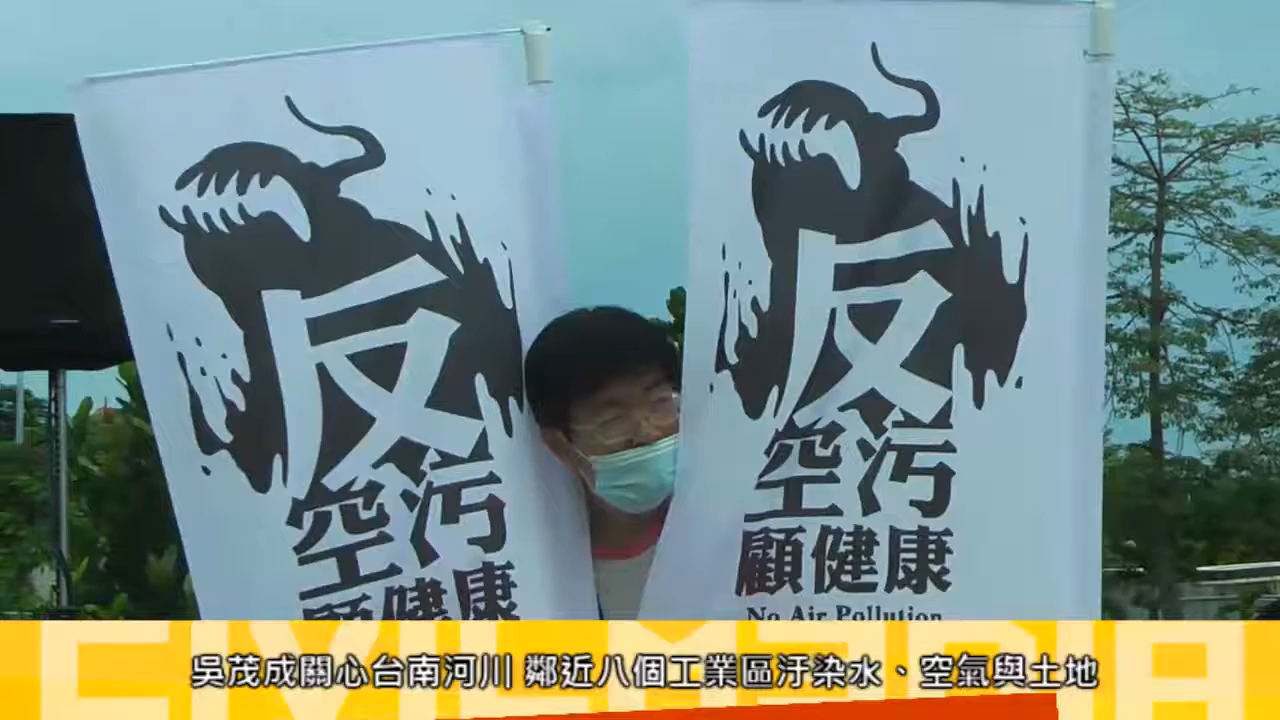 反
空污
顧健康
反
空污
顧健康
No Air Pollution
CIVILMEDIA
吳茂成關心台南河川 鄰近八個工業區汙染水、空氣與土地